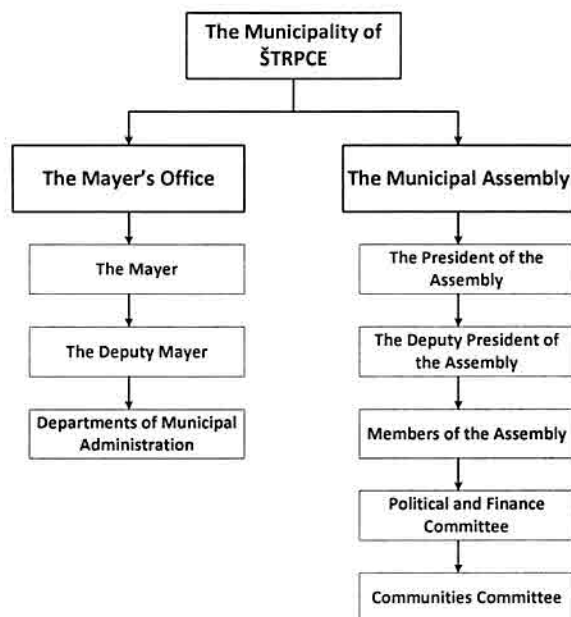 The Municipality of
ŠTRPCE
The Mayer's Office
The Mayer
The Deputy Mayer
Departments of Municipal
Administration
The Municipal Assembly
The President of the
Assembly
The Deputy President of
the Assembly
Members of the Assembly
Political and Finance
Committee
Communities Committee